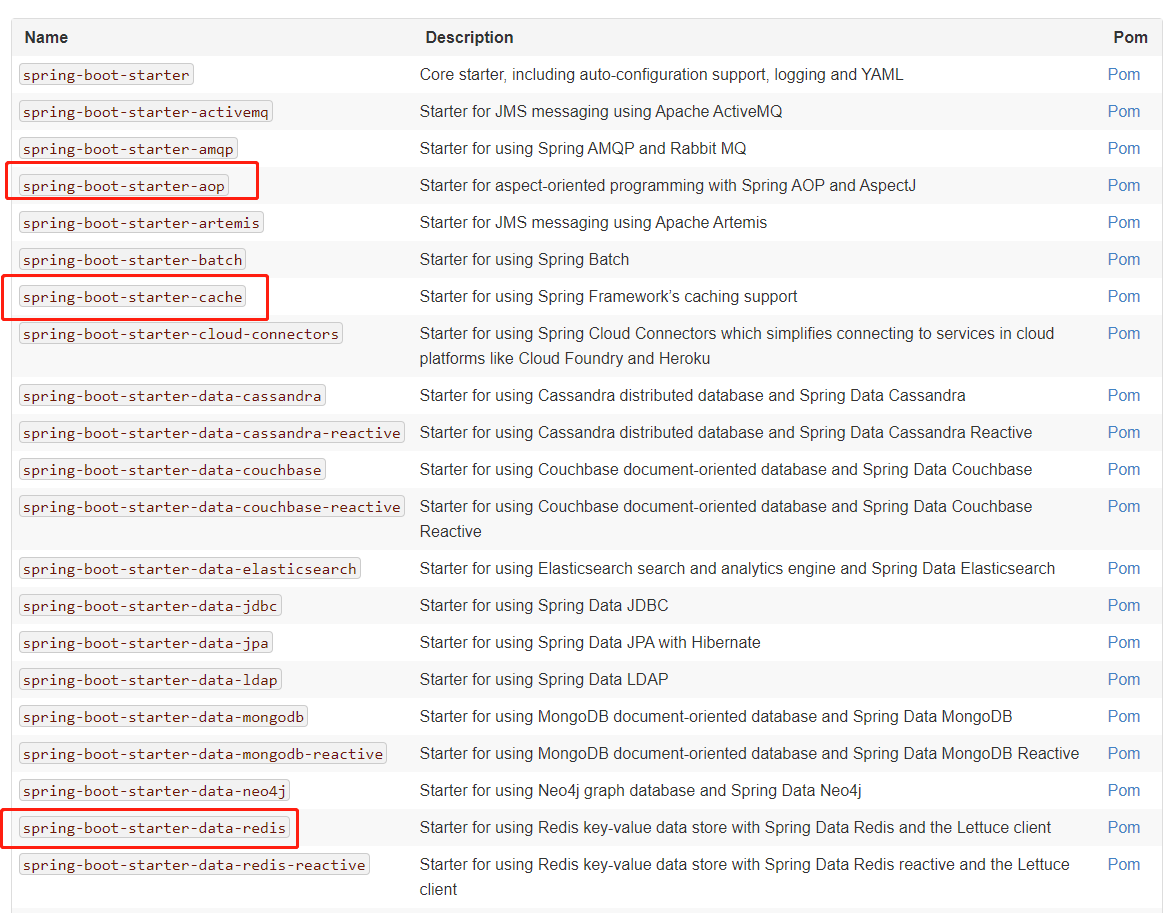 Name Description Pom
spring-boot-starter Core starter, including auto-configuration support, logging and YAML Pom
spring-boot-starter-activemq Starter for JMS messaging using Apache ActiveMQ Pom
spring-boot-starter-amqp Starter for using Spring AMQP and Rabbit MQ Pom
spring-boot-starter-aop Starter for aspect-oriented programming with Spring AOP and AspectJ Pom
spring-boot-starter-artemis Starter for JMS messaging using Apache Artemis Pom
spring-boot-starter-batch Starter for using Spring Batch Pom
spring-boot-starter-cache Starter for using Spring Framework’s caching support Pom
spring-boot-starter-cloud-connectors Starter for using Spring Cloud Connectors which simplifies connecting to services in cloud Pom
platforms like Cloud Foundry and Heroku
spring-boot-starter-data-cassandra Starter for using Cassandra distributed database and Spring Data Cassandra Pom
spring-boot-starter-data-cassandra-reactive Starter for using Cassandra distributed database and Spring Data Cassandra Reactive Pom
spring-boot-starter-data-couchbase Starter for using Couchbase document-oriented database and Spring Data Couchbase Pom
spring-boot-starter-data-couchbase-reactive Starter for using Couchbase document-oriented database and Spring Data Couchbase Pom
Reactive
spring-boot-starter-data-elasticsearch Starter for using Elasticsearch search and analytics engine and Spring Data Elasticsearch Pom
spring-boot-starter-data-jdbc Starter for using Spring Data JDBC Pom
spring-boot-starter-data-jpa Starter for using Spring Data JPA with Hibernate Pom
spring-boot-starter-data-ldap Starter for using Spring Data LDAP Pom
spring-boot-starter-data-mongodb Starter for using MongoDB document-oriented database and Spring Data MongoDB Pom
spring-boot-starter-data-mongodb-reactive Starter for using MongoDB document-oriented database and Spring Data MongoDB Reactive Pom
spring-boot-starter-data-neo4j Starter for using Neo4j graph database and Spring Data Neo4j Pom
spring-boot-starter-data-redis Starter for using Redis key-value data store with Spring Data Redis and the Lettuce client Pom
spring-boot-starter-data-redis-reactive Starter for using Redis key-value data store with Spring Data Redis reactive and the Lettuce Pom
client